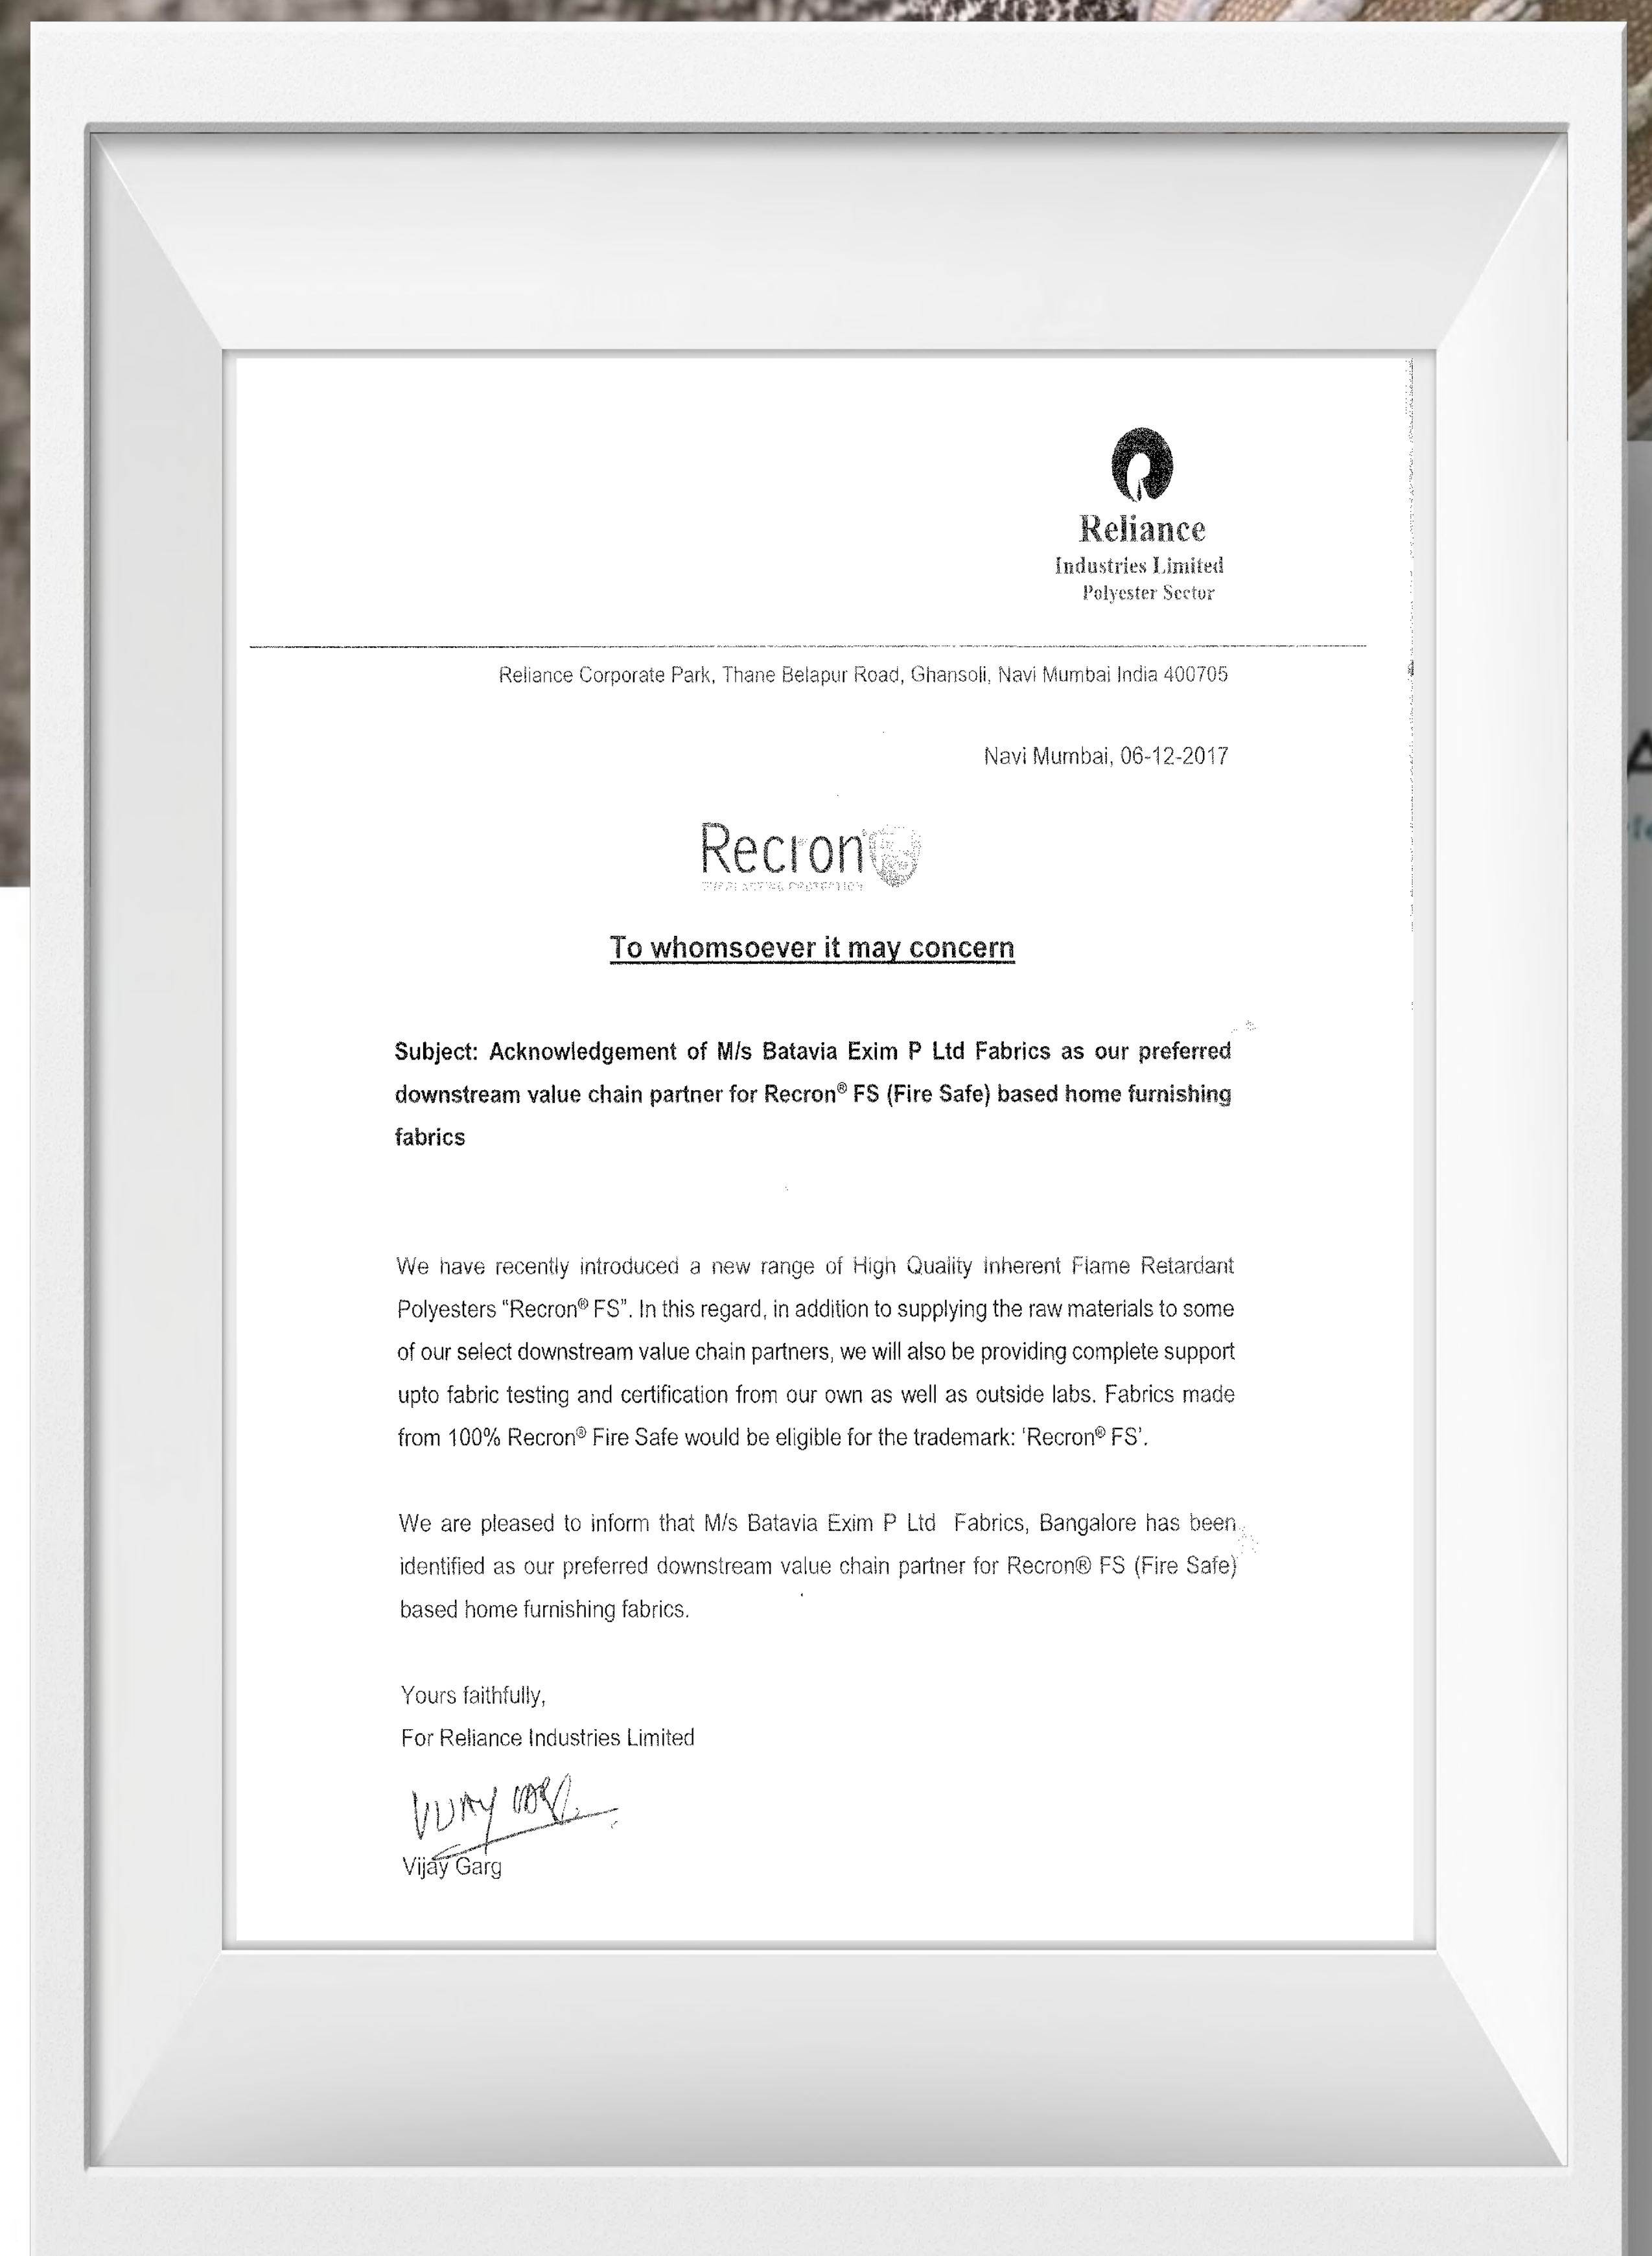 Reliance
Industries Limited
Polyester Sector
Reliance Corporate Park, Thane Belapur Road, Ghansoli, Navi Mumbai India 400705
Navi Mumbai, 06-12-2017
Recron
To whomsoever it may concern
Subject: Acknowledgement of M/s Batavia Exim P Ltd Fabrics as our preferred
downstream value chain partner for Recron® FS (Fire Safe) based home furnishing
fabrics
We have recently introduced a new range of High Quality Inherent Flame Retardant
Polyesters “Recron® FS”. In this regard, in addition to supplying the raw materials to some
of our select downstream value chain partners, we will also be providing complete support
upto fabric testing and certification from our own as well as outside labs. Fabrics made
from 100% Recron® Fire Safe would be eligible for the trademark: ‘Recron® FS’.
We are pleased to inform that M/s Batavia Exim P Ltd Fabrics, Bangalore has been
identified as our preferred downstream value chain partner for Recron® FS (Fire Safe)
based home furnishing fabrics.
Yours faithfully,
For Reliance Industries Limited
Vijay Garg